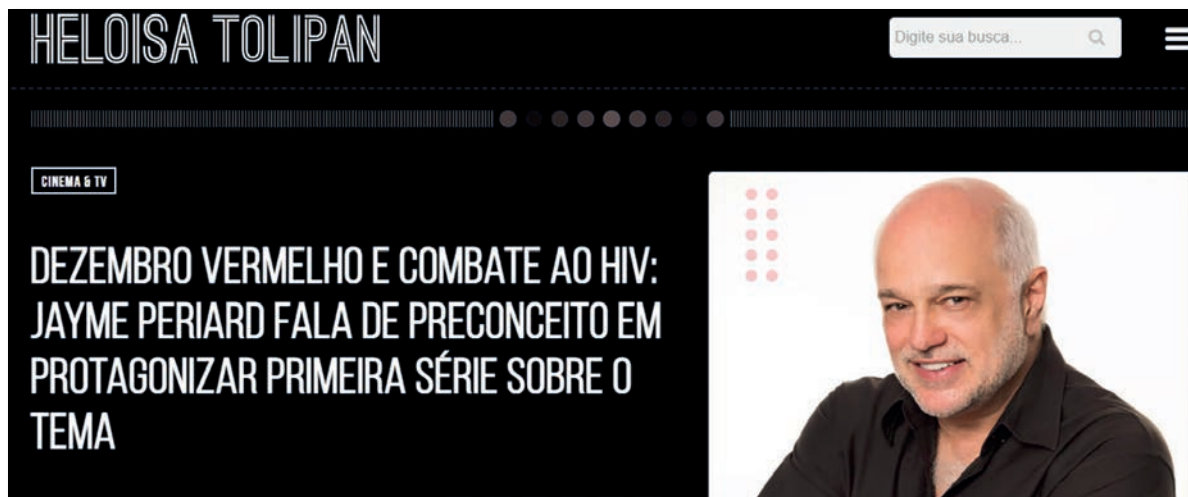 HELOISA TOLIPAN
Digite sua busca...
CINEMA & TV
DEZEMBRO VERMELHO E COMBATE AO HIV:
JAYME PERIARD FALA DE PRECONCEITO EM
PROTAGONIZAR PRIMEIRA SÉRIE SOBRE O
TEMA